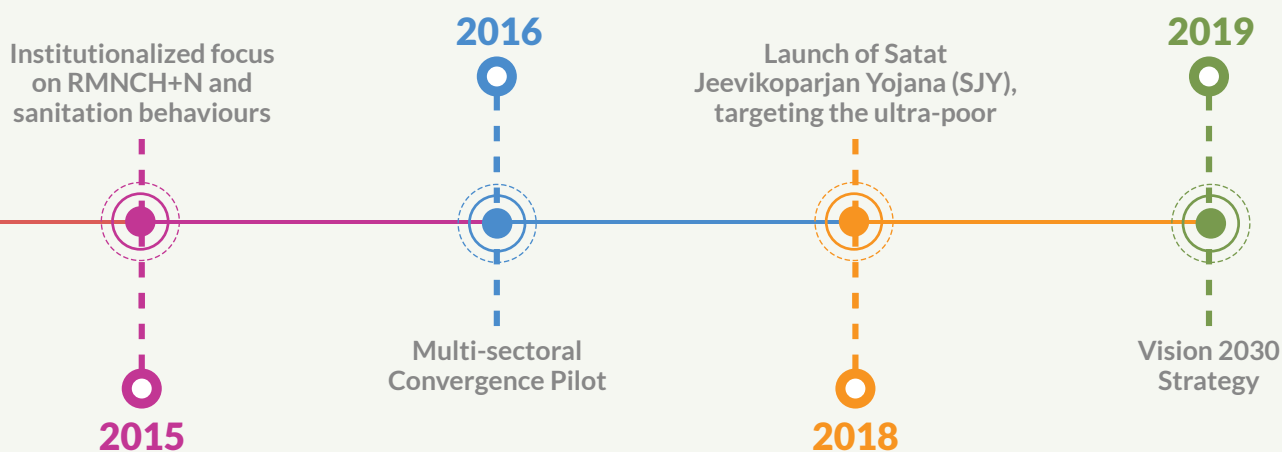 Institutionalized focus
on RMNCH+N and
sanitation behaviours
2015
2016
Multi-sectoral
Convergence Pilot
Launch of Satat
Jeevikoparjan Yojana (SJY),
targeting the ultra-poor
2018
2019
Vision 2030
Strategy